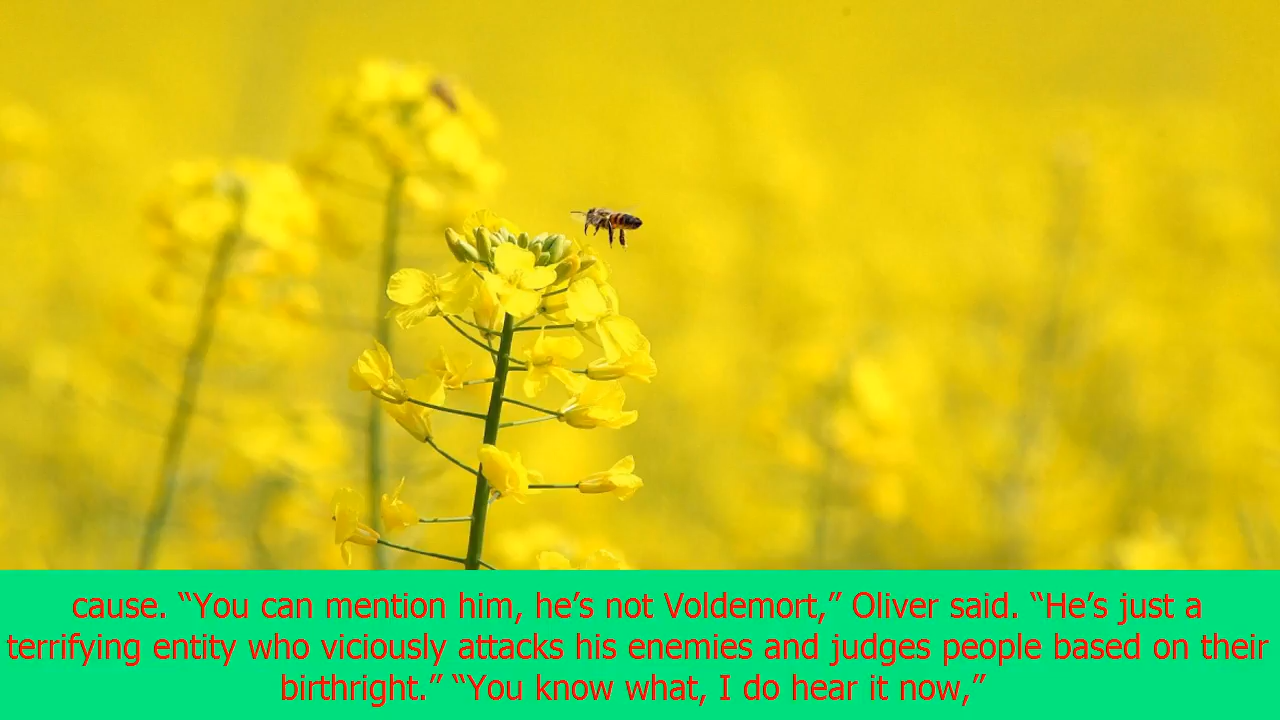 cause. “You can mention him, he’s not Voldemort,” Oliver said. “He’s just a
terrifying entity who viciously attacks his enemies and judges people based on their
birthright.” “You know what, I do hear it now,”